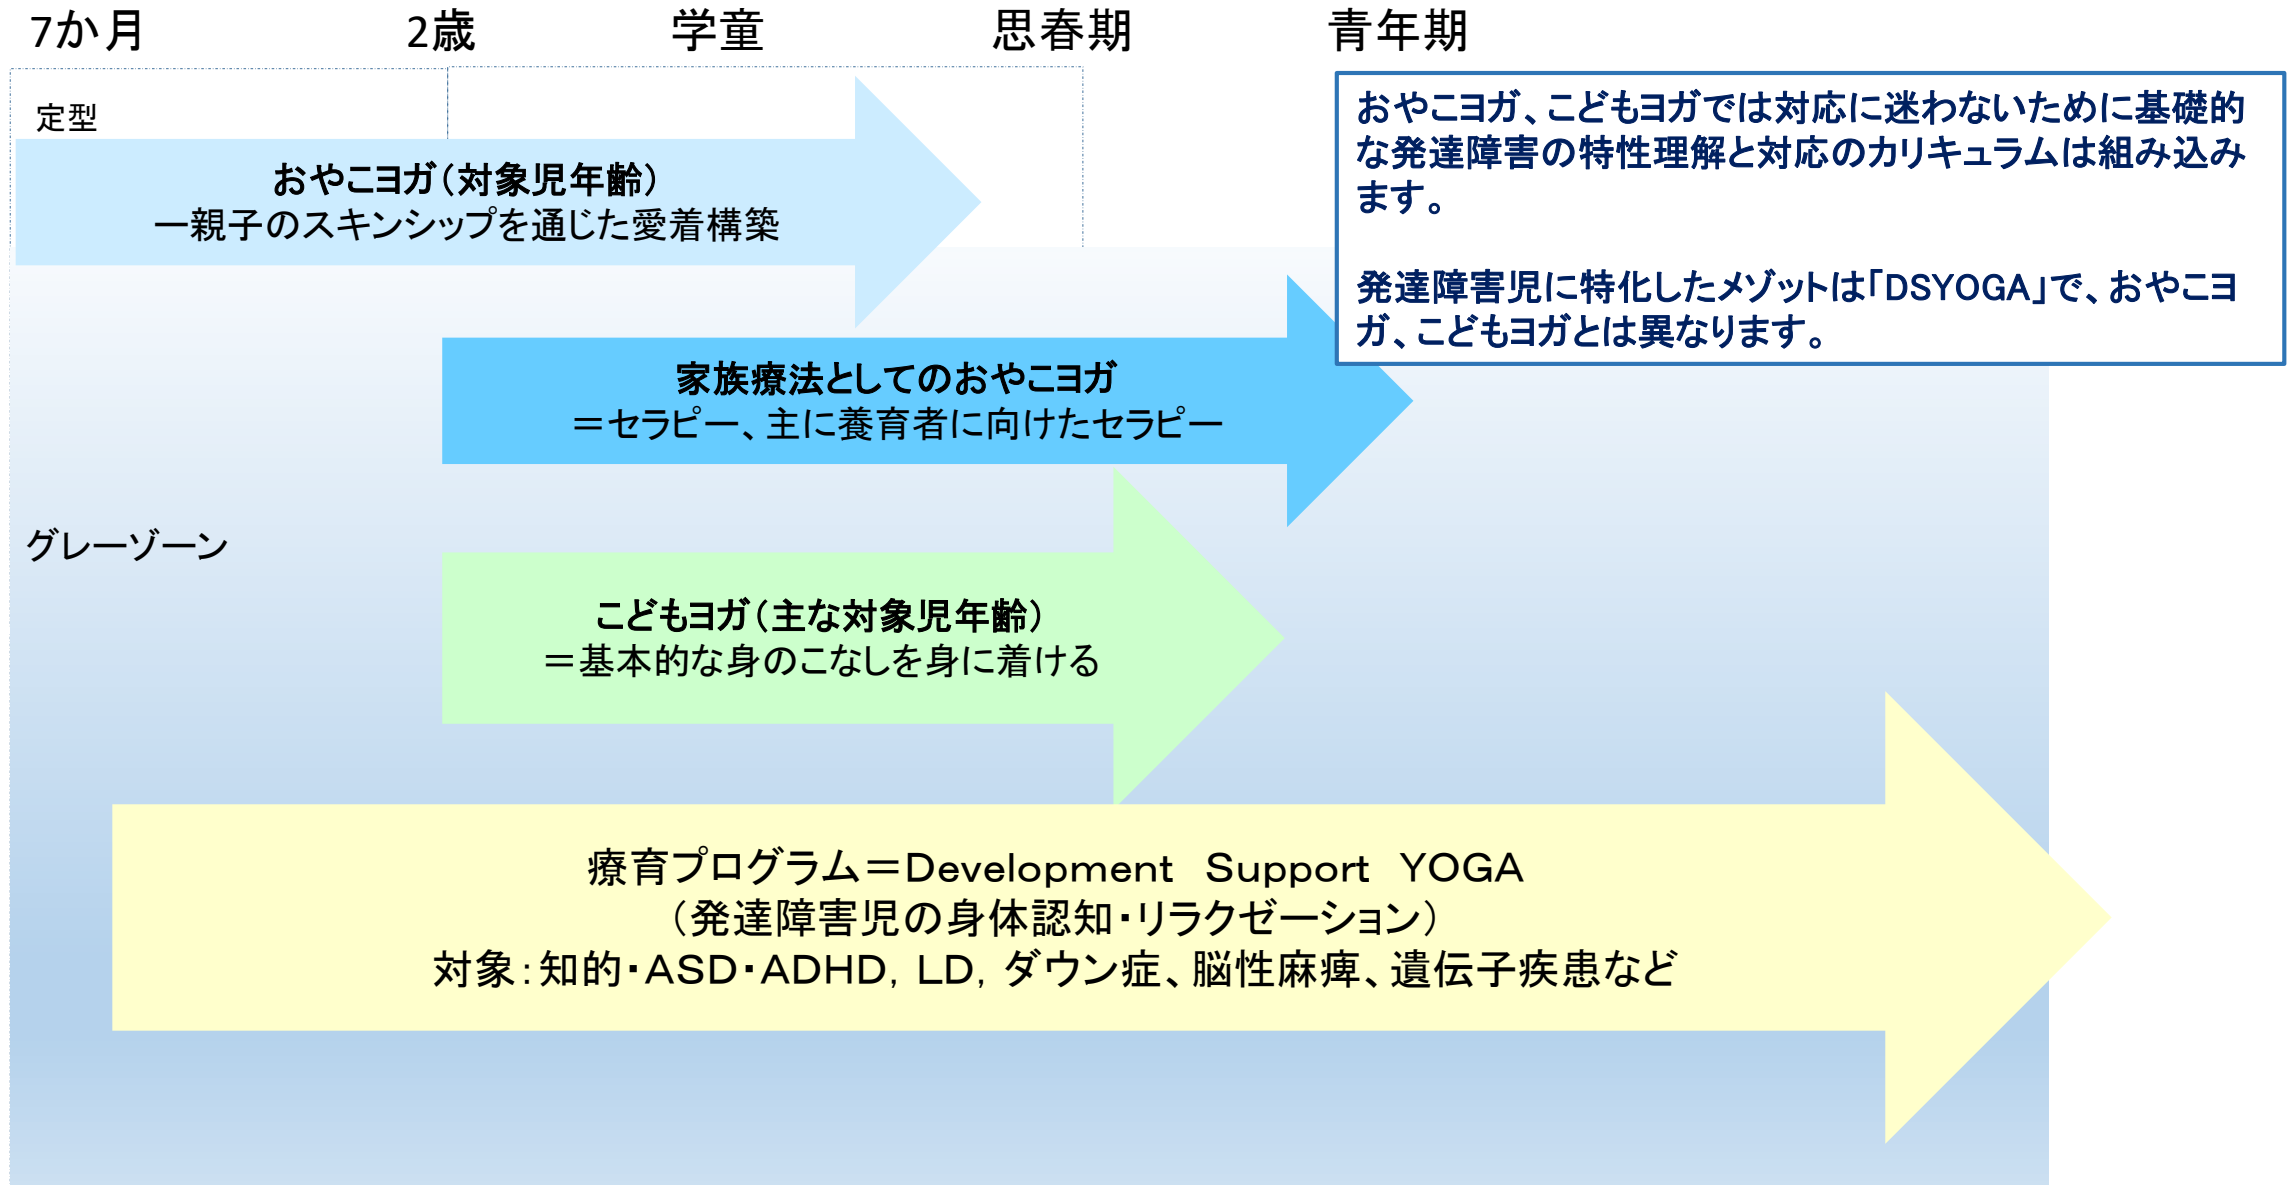 7か月 2歳 学童 思春期 青年期
定型
おやこヨガ（対象児年齢）
―親子のスキンシップを通じた愛着構築
おやこヨガ、こどもヨガでは対応に迷わないために基礎的
な発達障害の特性理解と対応のカリキュラムは組み込み
ます。
発達障害児に特化したメゾットは「DSYOGA」で、おやこヨ
ガ、こどもヨガとは異なります。
家族療法としてのおやこヨガ
＝セラピー、主に養育者に向けたセラピー
グレーゾーン
こどもヨガ（主な対象児年齢）
＝基本的な身のこなしを身に着ける
療育プログラム＝Development　Support　YOGA
（発達障害児の身体認知・リラクゼーション）
対象：知的・ASD・ADHD，LD，ダウン症、脳性麻痺、遺伝子疾患など